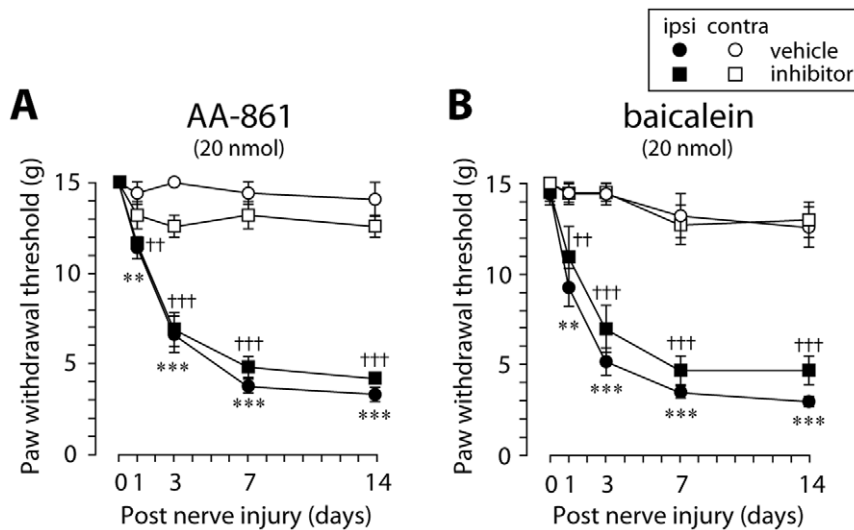 ipsi contra
vehicle
inhibitor
A
AA-861
(20 nmol)
Paw withdrawal threshold (g)
15
10
5
0
††
**
†††
***
†††
***
†††
***
0 1 3 7 14
Post nerve injury (days)
B
baicalein
(20 nmol)
Paw withdrawal threshold (g)
15
10
5
0
††
**
†††
***
†††
***
†††
***
0 1 3 7 14
Post nerve injury (days)